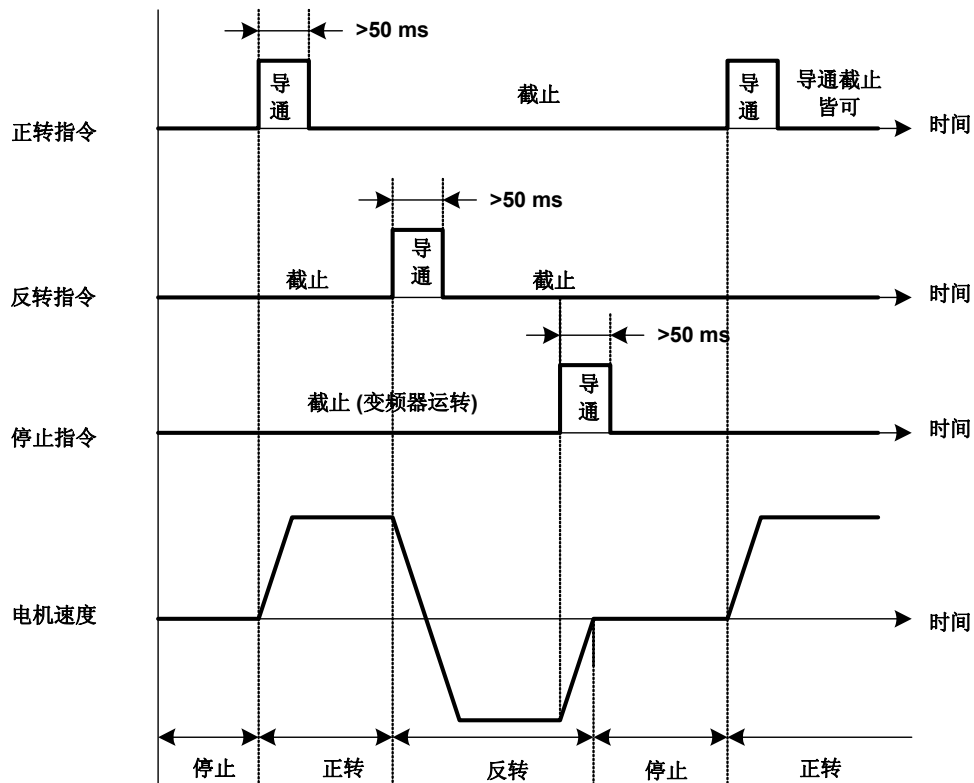 >50 ms
导通
截止
导通
导通截止
皆可
正转指令
时间
>50 ms
导通
截止
截止
反转指令
时间
>50 ms
导通
截止 (变频器运转)
停止指令
时间
电机速度
时间
停止
正转
反转
停止
正转